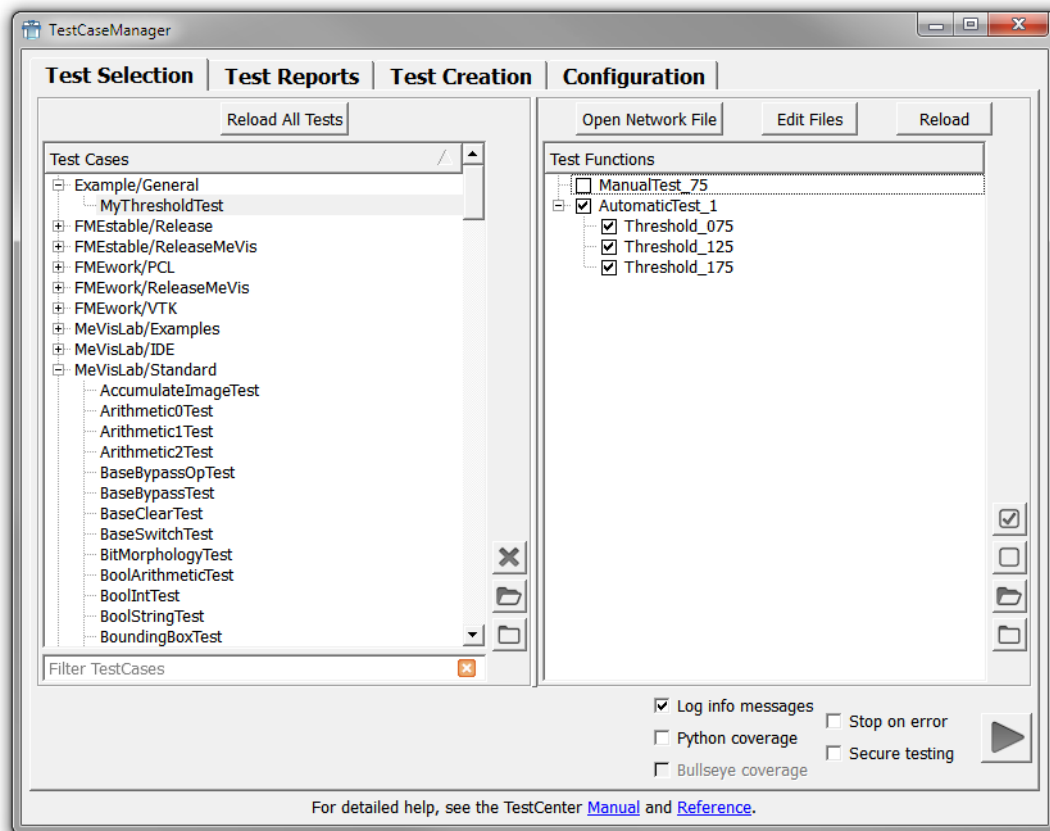 TestCaseManager
Test Selection
Test Reports
Test Creation
Configuration
Reload All Tests
Test Cases
Example/General
MyThresholdTest
FMEstable/Release
FMEstable/ReleaseMeVis
FMEwork/PCL
FMEwork/ReleaseMeVis
FMEwork/VTK
MeVisLab/Examples
MeVisLab/IDE
MeVisLab/Standard
AccumulateImageTest
Arithmetic0Test
Arithmetic1Test
Arithmetic2Test
BaseBypassOpTest
BaseBypassTest
BaseClearTest
BaseSwitchTest
BitMorphologyTest
BoolArithmeticTest
BoolIntTest
BoolStringTest
BoundingBoxTest
Filter TestCases
Open Network File
Edit Files
Reload
Test Functions
ManualTest_75
AutomaticTest_1
Threshold_075
Threshold_125
Threshold_175
Log info messages
Python coverage
Bullseye coverage
Stop on error
Secure testing
For detailed help, see the TestCenter Manual and Reference.